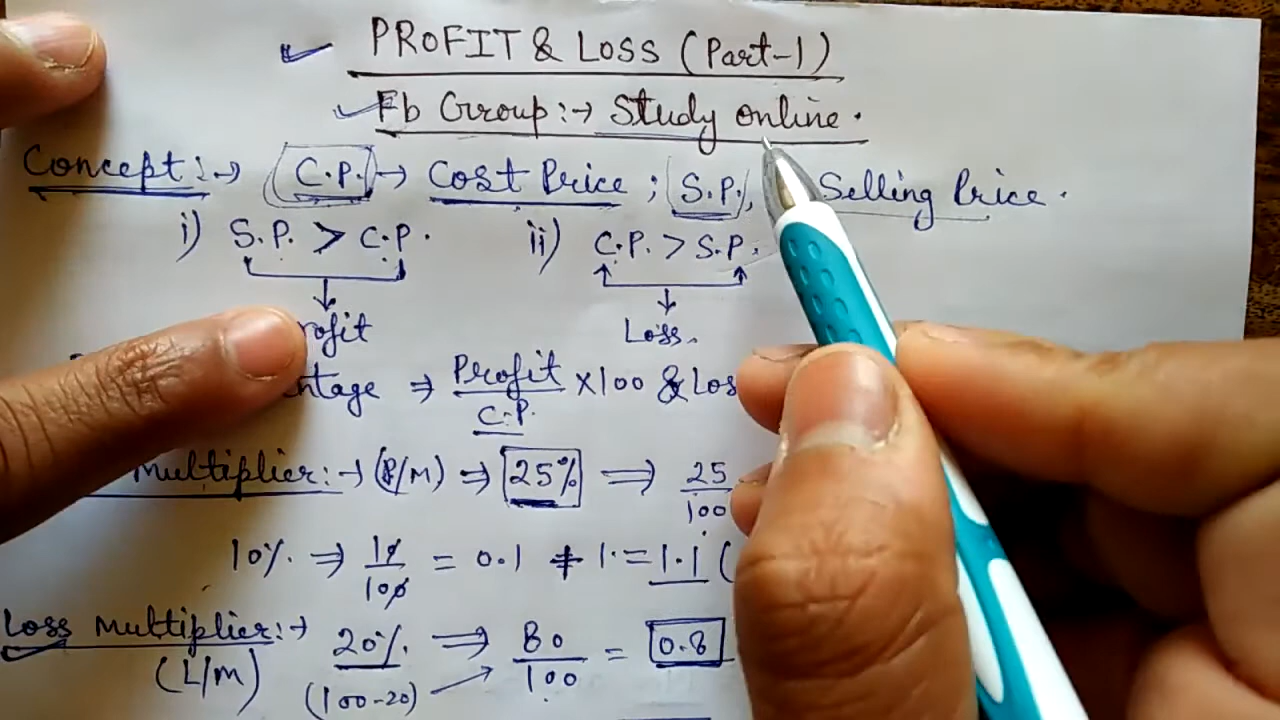 PROFIT & LOSS (Part-1)
Fb Group:→ Study online.
Concept:→ C.P. → Cost Price ; S.P. Selling Price.
i) S.P. > C.P. ii) C.P. > S.P.
rofit Loss.
ntage ⇒ Profit/C.P. ×100 & Los
Multiplier:→ (P/M) ⇒ 25% ⇒ 25/100
10% ⇒ 10/100 = 0.1 + 1 = 1.1 (
Loss Multiplier:→ 20% ⇒ 80/100 = 0.8
(L/M) (100-20)